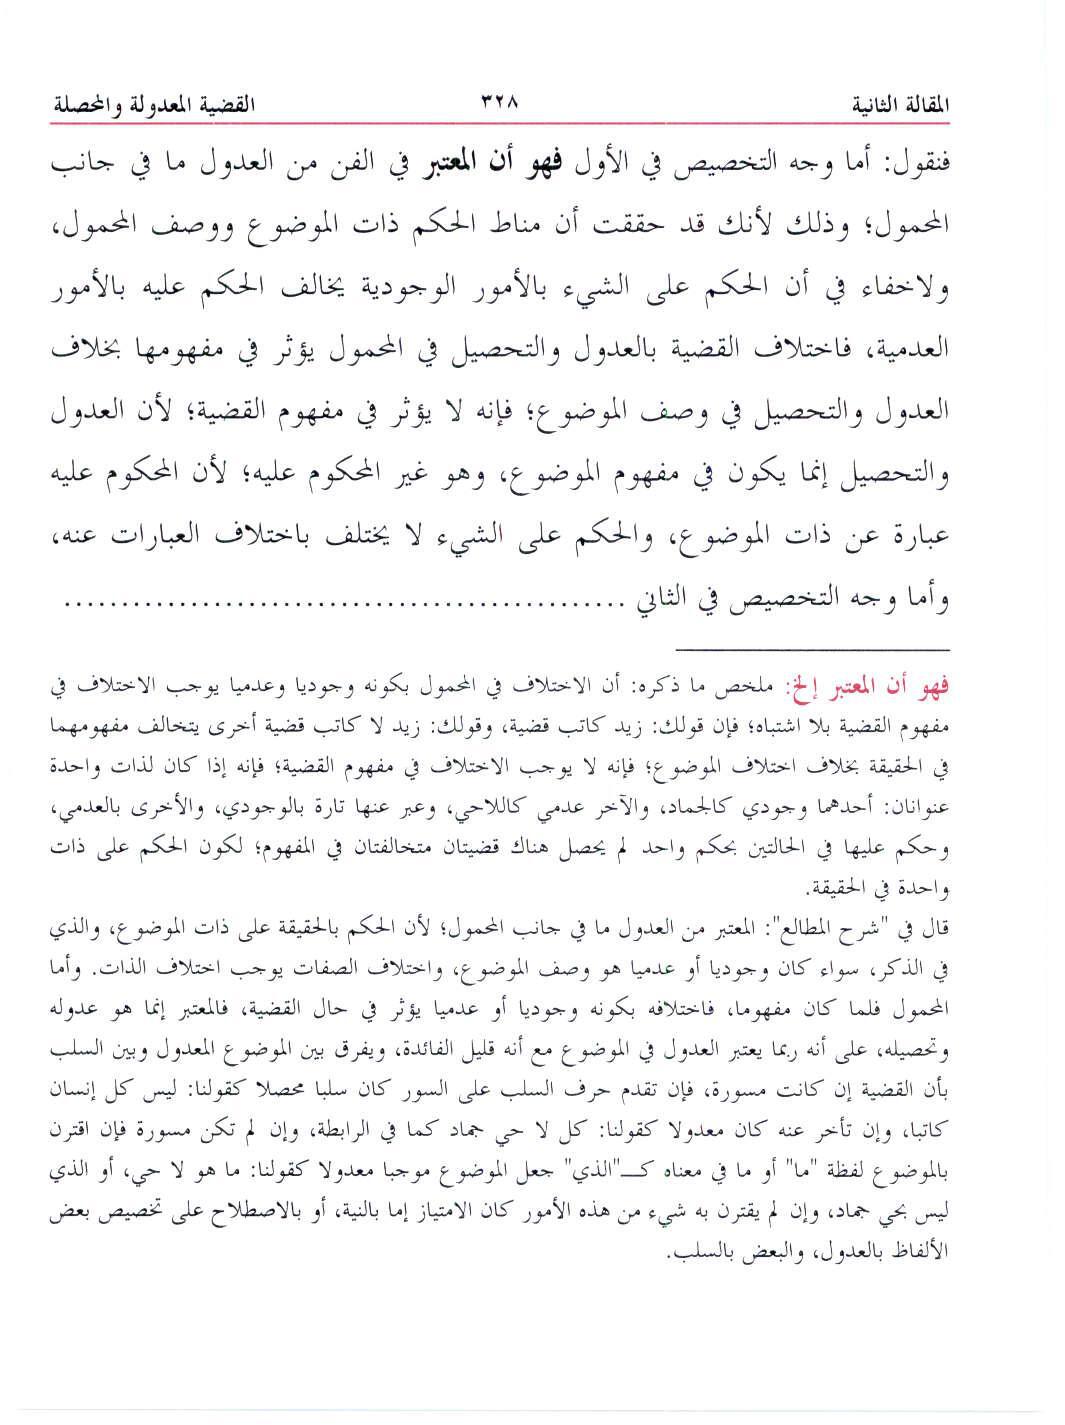 المقالة الثانية ٣٢٨ القضية المعدولة والمحصلة
فنقول: أما وجه التخصيص في الأول فهو أن المعتبر في الفن من العدول ما في جانب
المحمول؛ وذلك لأنك قد حققت أن مناط الحكم ذات الموضوع ووصف المحمول،
ولاخفاء في أن الحكم على الشيء بالأمور الوجودية يخالف الحكم عليه بالأمور
العدمية، فاختلاف القضية بالعدول والتحصيل في المحمول يؤثر في مفهومها بخلاف
العدول والتحصيل في وصف الموضوع؛ فإنه لا يؤثر في مفهوم القضية؛ لأن العدول
والتحصيل إنما يكون في مفهوم الموضوع، وهو غير المحكوم عليه؛ لأن المحكوم عليه
عبارة عن ذات الموضوع، والحكم على الشيء لا يختلف باختلاف العبارات عنه،
وأما وجه التخصيص في الثاني .................................................
فهو أن المعتبر إلخ: ملخص ما ذكره: أن الاختلاف في المحمول بكونه وجوديا وعدميا يوجب الاختلاف في
مفهوم القضية بلا اشتباه؛ فإن قولك: زيد كاتب قضية، وقولك: زيد لا كاتب قضية أخرى يتخالف مفهومهما
في الحقيقة بخلاف اختلاف الموضوع؛ فإنه لا يوجب الاختلاف في مفهوم القضية؛ فإنه إذا كان لذات واحدة
عنوانان: أحدهما وجودي كالجماد، والآخر عدمي كاللاحي، وعبر عنها تارة بالوجودي، والأخرى بالعدمي،
وحكم عليها في الحالتين بحكم واحد لم يحصل هناك قضيتان متخالفتان في المفهوم؛ لكون الحكم على ذات
واحدة في الحقيقة.
قال في "شرح المطالع": المعتبر من العدول ما في جانب المحمول؛ لأن الحكم بالحقيقة على ذات الموضوع، والذي
في الذكر، سواء كان وجوديا أو عدميا هو وصف الموضوع، واختلاف الصفات يوجب اختلاف الذات. وأما
المحمول فلما كان مفهوما، فاختلافه بكونه وجوديا أو عدميا يؤثر في حال القضية، فالمعتبر إنما هو عدوله
وتحصيله، على أنه ربما يعتبر العدول في الموضوع مع أنه قليل الفائدة، ويفرق بين الموضوع المعدول وبين السلب
بأن القضية إن كانت مسورة، فإن تقدم حرف السلب على السور كان سلبا محصلا كقولنا: ليس كل إنسان
كاتبا، وإن تأخر عنه كان معدولا كقولنا: كل لا حي جماد كما في الرابطة، وإن لم تكن مسورة فإن اقترن
بالموضوع لفظة "ما" أو ما في معناه كـ"الذي" جعل الموضوع موجبا معدولا كقولنا: ما هو لا حي، أو الذي
ليس بحي جماد، وإن لم يقترن به شيء من هذه الأمور كان الامتياز إما بالنية، أو بالاصطلاح على تخصيص بعض
الألفاظ بالعدول، والبعض بالسلب.